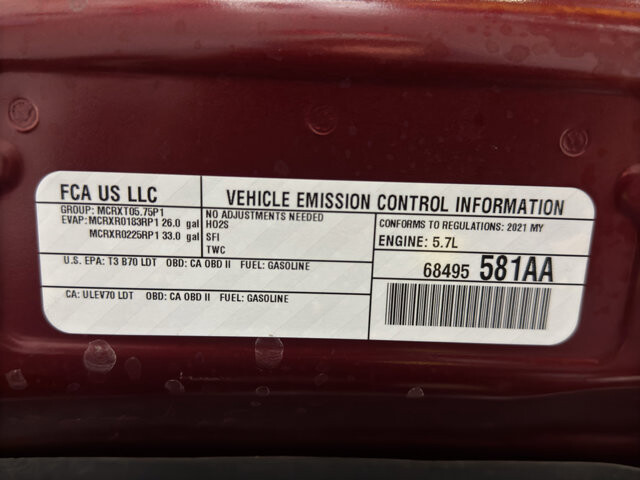 FCA US LLC
VEHICLE EMISSION CONTROL INFORMATION
GROUP: MCRXT05.75P1
EVAP: MCRXR0183RP1 26.0 gal
MCRXR0225RP1 33.0 gal
NO ADJUSTMENTS NEEDED
HO2S
SFI
TWC
CONFORMS TO REGULATIONS: 2021 MY
ENGINE: 5.7L
U.S. EPA: T3 B70 LDT OBD: CA OBD II FUEL: GASOLINE
CA: ULEV70 LDT OBD: CA OBD II FUEL: GASOLINE
68495 581AA